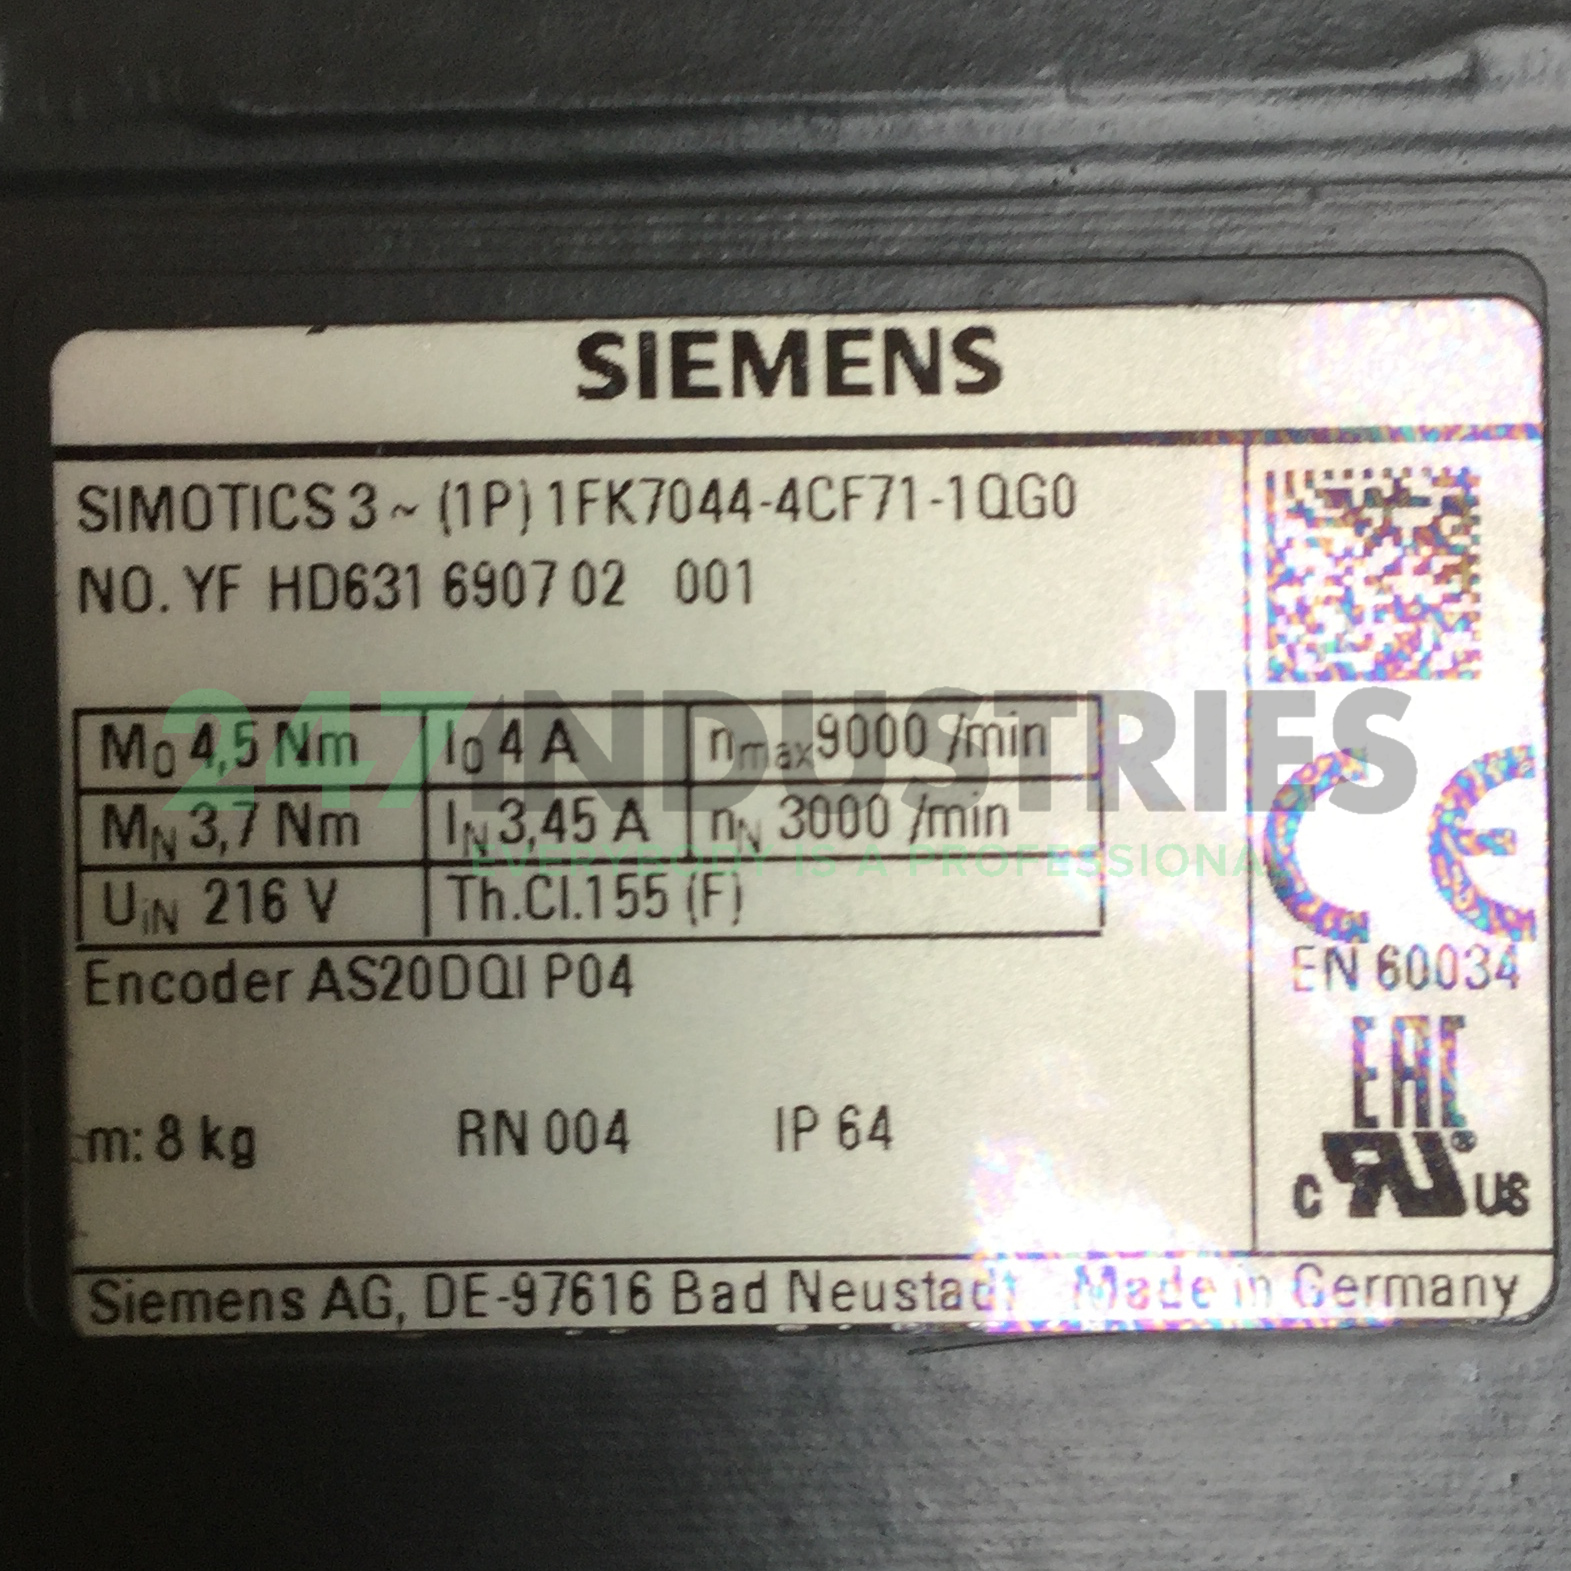 SIEMENS
SIMOTICS 3 ~ (1P) 1FK7044-4CF71-1QG0
NO. YF HD631 6907 02 001
M0 4,5 Nm I0 4 A nmax 9000 /min
MN 3,7 Nm IN 3,45 A nN 3000 /min
UiN 216 V Th.Cl.155 (F)
Encoder AS20DQI P04
m: 8 kg RN 004 IP 64
Siemens AG, DE-97616 Bad Neustadt Made in Germany
CE
EN 60034
EAC
c RU ® US
247INDUSTRIES
EVERYBODY IS A PROFESSIONAL